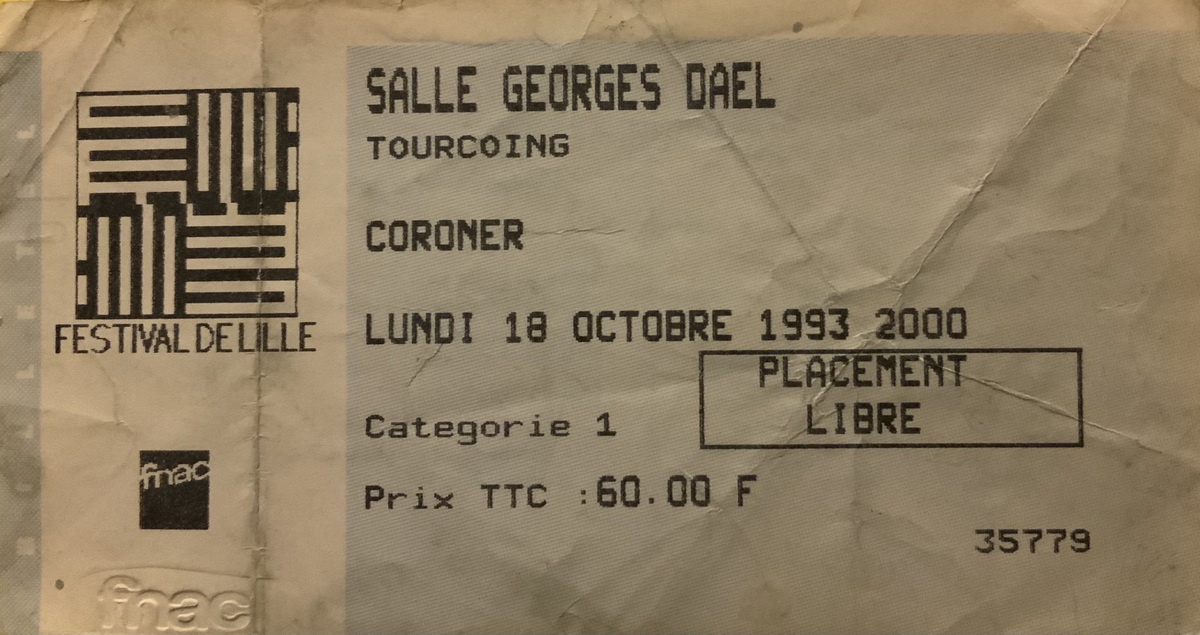 SALLE GEORGES DAEL
TOURCOING
CORONER
LUNDI 18 OCTOBRE 1993 2000
PLACEMENT
LIBRE
Categorie 1
Prix TTC :60.00 F
35779
FESTIVAL DE LILLE
fnac
fnac